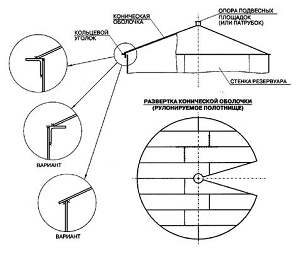 КОНИЧЕСКАЯ
ОБОЛОЧКА
КОЛЬЦЕВОЙ
УГОЛОК
ОПОРА ПОДВЕСНЫХ
ПЛОЩАДОК
(ИЛИ ПАТРУБОК)
СТЕНКА РЕЗЕРВУАРА
РАЗВЕРТКА КОНИЧЕСКОЙ ОБОЛОЧКИ
(РУЛОНИРУЕМОЕ ПОЛОТНИЩЕ)
ВАРИАНТ
ВАРИАНТ